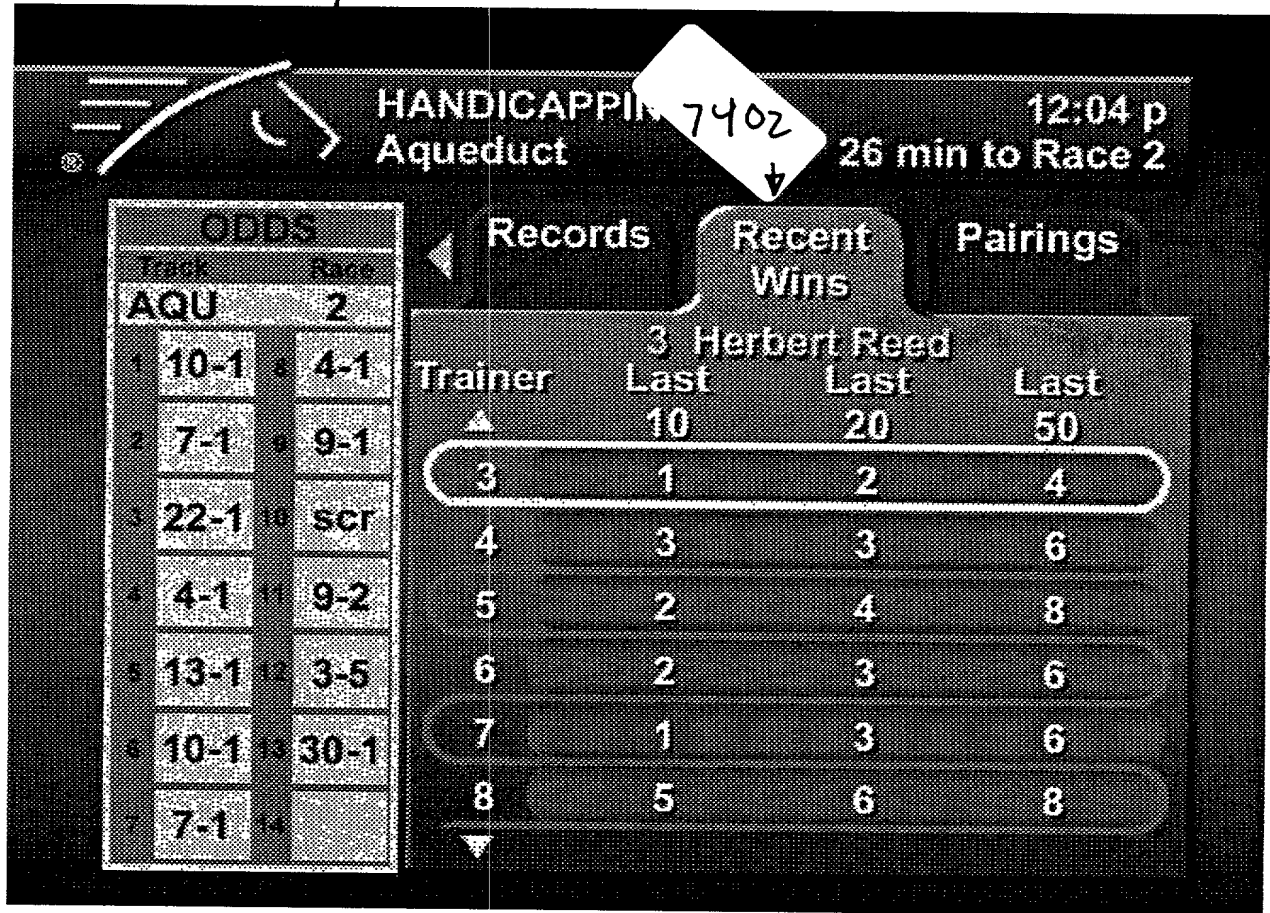 HANDICAPPIN
7402
12:04 p
Aqueduct
26 min to Race 2
®
ODDS
Track Race
AQU 2
1 10-1 8 4-1
2 7-1 9 9-1
3 22-1 10 scr
4 4-1 11 9-2
5 13-1 12 3-5
6 10-1 13 30-1
7 7-1 14
Records
Recent
Wins
Pairings
3 Herbert Reed
Trainer Last Last Last
10 20 50
3 1 2 4
4 3 3 6
5 2 4 8
6 2 3 6
7 1 3 6
8 5 6 8